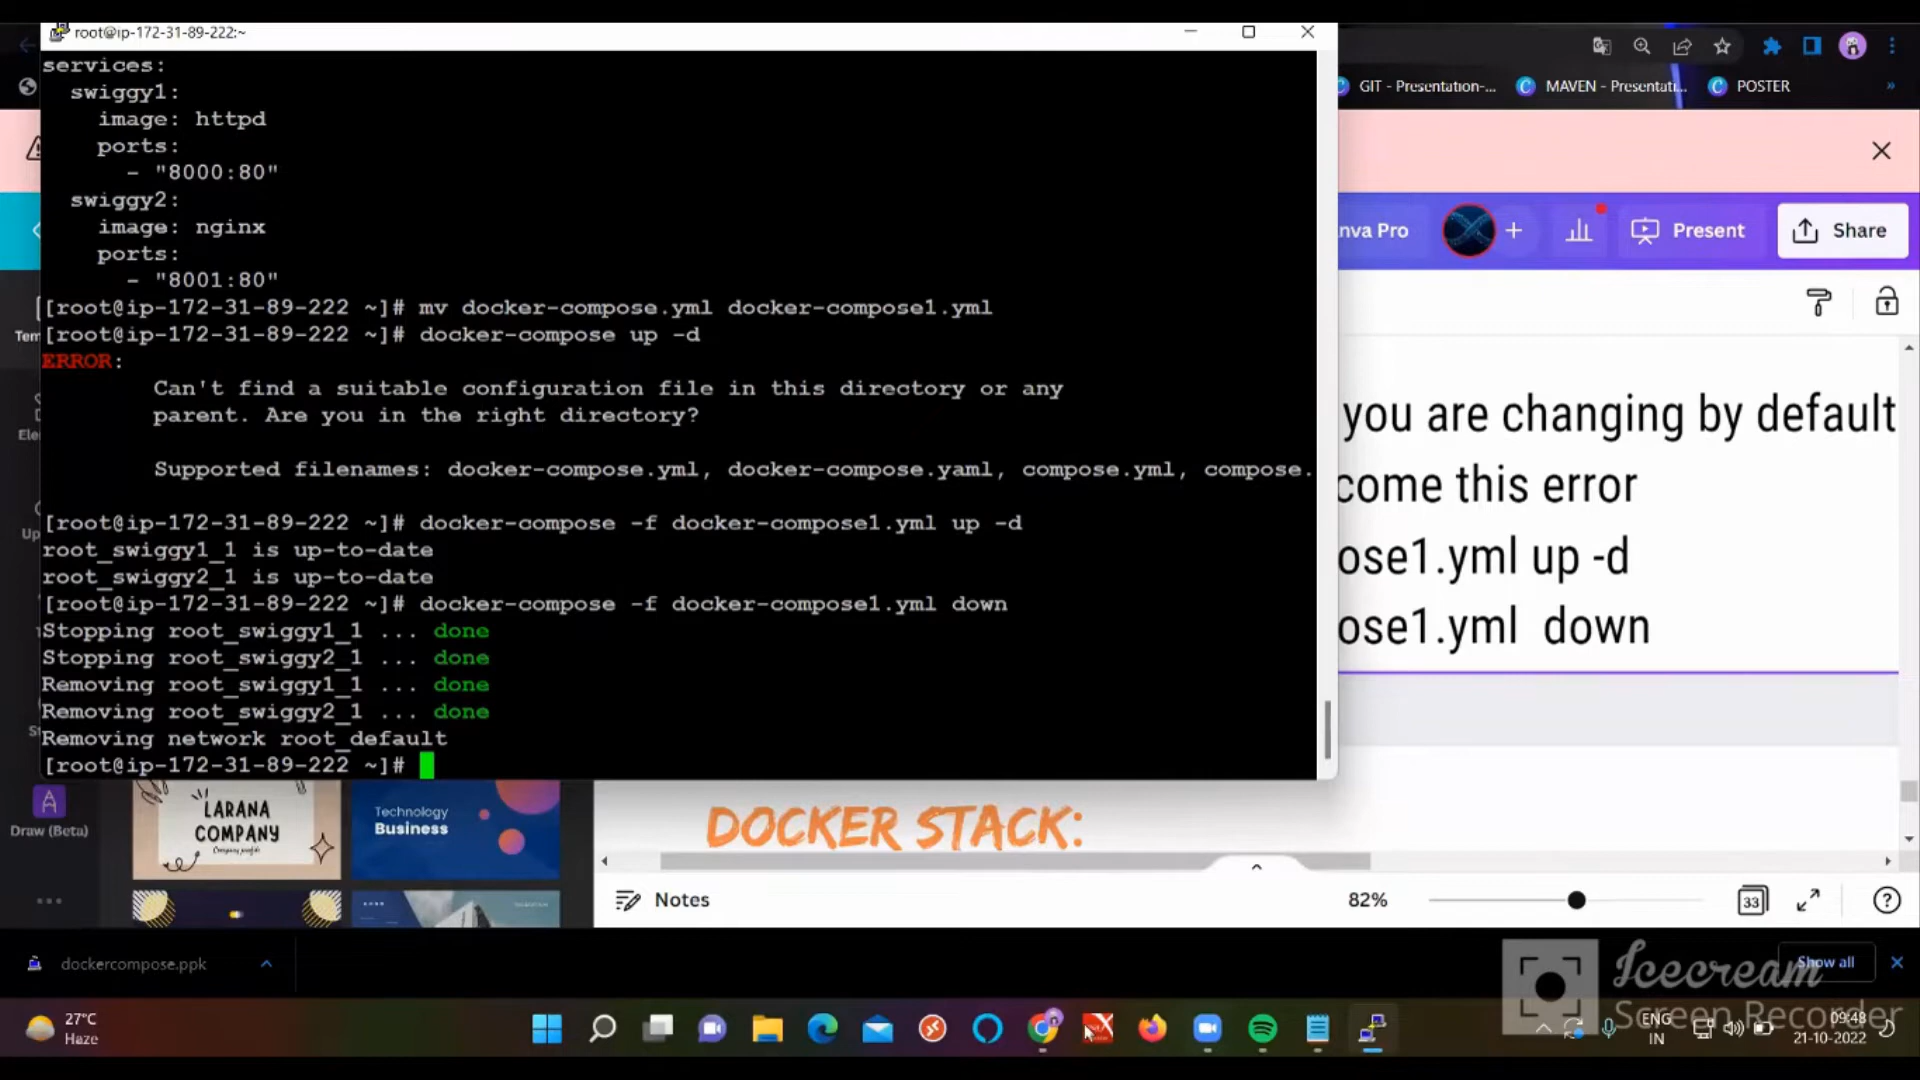 root@ip-172-31-89-222:~
services:
swiggy1:
image: httpd
ports:
- "8000:80"
swiggy2:
image: nginx
ports:
- "8001:80"
[root@ip-172-31-89-222 ~]# mv docker-compose.yml docker-compose1.yml
[root@ip-172-31-89-222 ~]# docker-compose up -d
ERROR:
Can't find a suitable configuration file in this directory or any
parent. Are you in the right directory?
Supported filenames: docker-compose.yml, docker-compose.yaml, compose.yml, compose.
[root@ip-172-31-89-222 ~]# docker-compose -f docker-compose1.yml up -d
root_swiggy1_1 is up-to-date
root_swiggy2_1 is up-to-date
[root@ip-172-31-89-222 ~]# docker-compose -f docker-compose1.yml down
Stopping root_swiggy1_1 ... done
Stopping root_swiggy2_1 ... done
Removing root_swiggy1_1 ... done
Removing root_swiggy2_1 ... done
Removing network root_default
[root@ip-172-31-89-222 ~]#
GIT - Presentation-... MAVEN - Presentati... POSTER »
nva Pro + Present Share
you are changing by default
come this error
ose1.yml up -d
ose1.yml down
Tem
Ele
Up
Draw (Beta)
LARANA
COMPANY
Company profile
Technology
Business
DOCKER STACK:
Notes 82% 33
dockercompose.ppk
Show all
Icecream
Screen Recorder
27°C
Haze
ENG
IN
09:48
21-10-2022